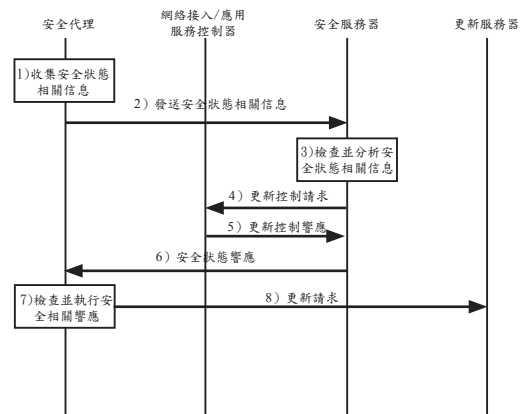 安全代理
網絡接入/應用
服務控制器
安全服務器
更新服務器
1)收集安全狀態
相關信息
2）發送安全狀態相關信息
3)檢查並分析安
全狀態相關信息
4）更新控制請求
5）更新控制響應
6）安全狀態響應
7)檢查並執行安
全相關響應
8）更新請求